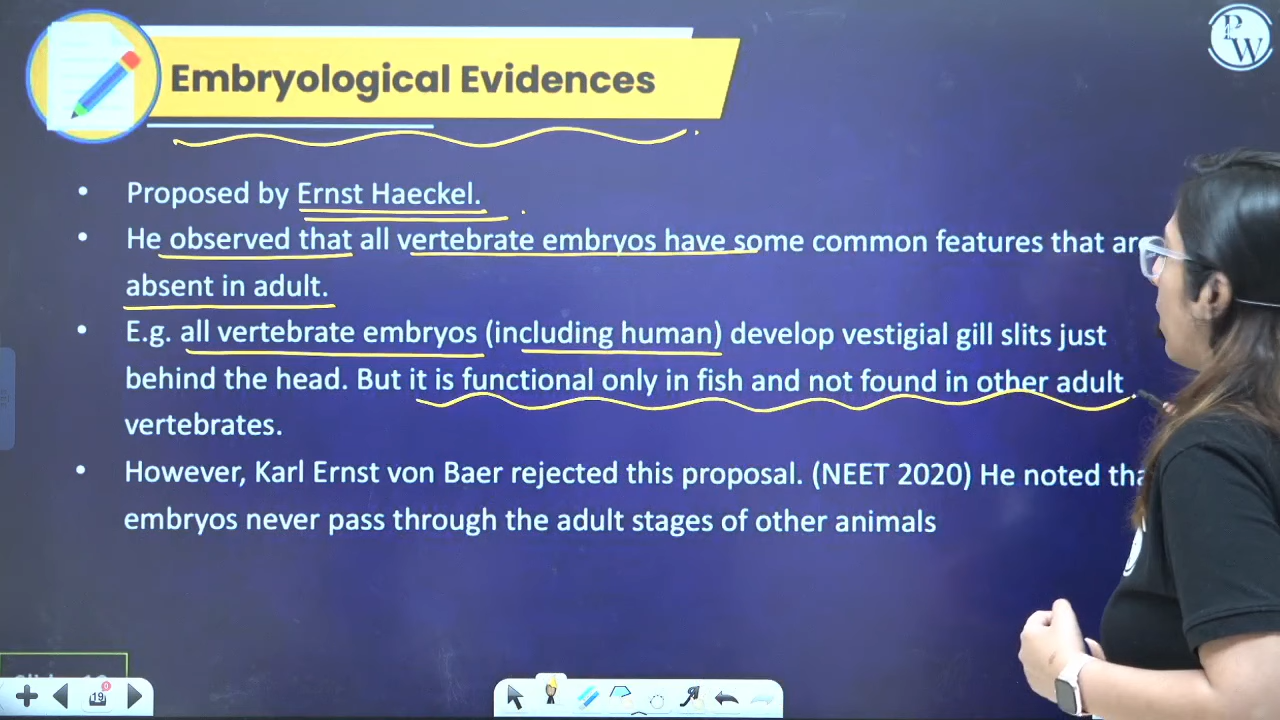 PW
Embryological Evidences
• Proposed by Ernst Haeckel.
• He observed that all vertebrate embryos have some common features that are
absent in adult.
• E.g. all vertebrate embryos (including human) develop vestigial gill slits just
behind the head. But it is functional only in fish and not found in other adult
vertebrates.
• However, Karl Ernst von Baer rejected this proposal. (NEET 2020) He noted
embryos never pass through the adult stages of other animals
19